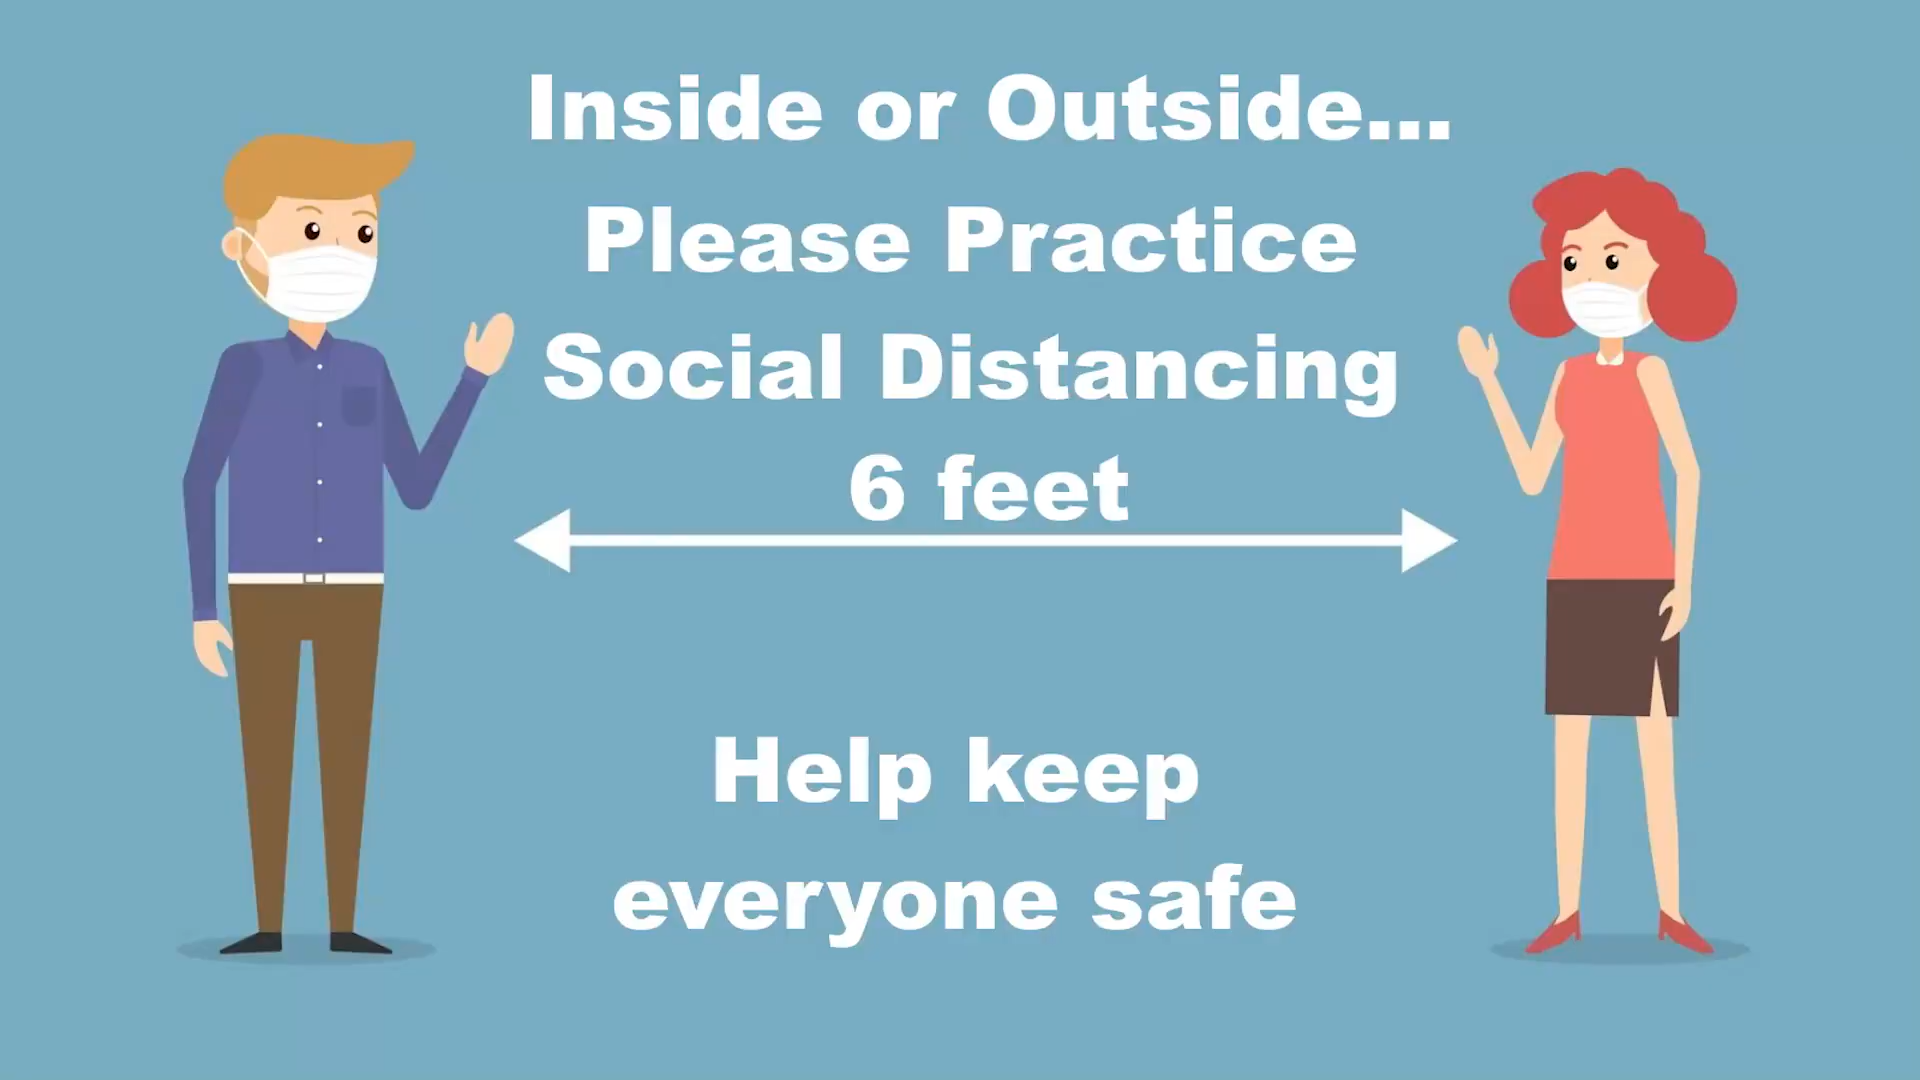 Inside or Outside...
Please Practice
Social Distancing
6 feet
Help keep
everyone safe